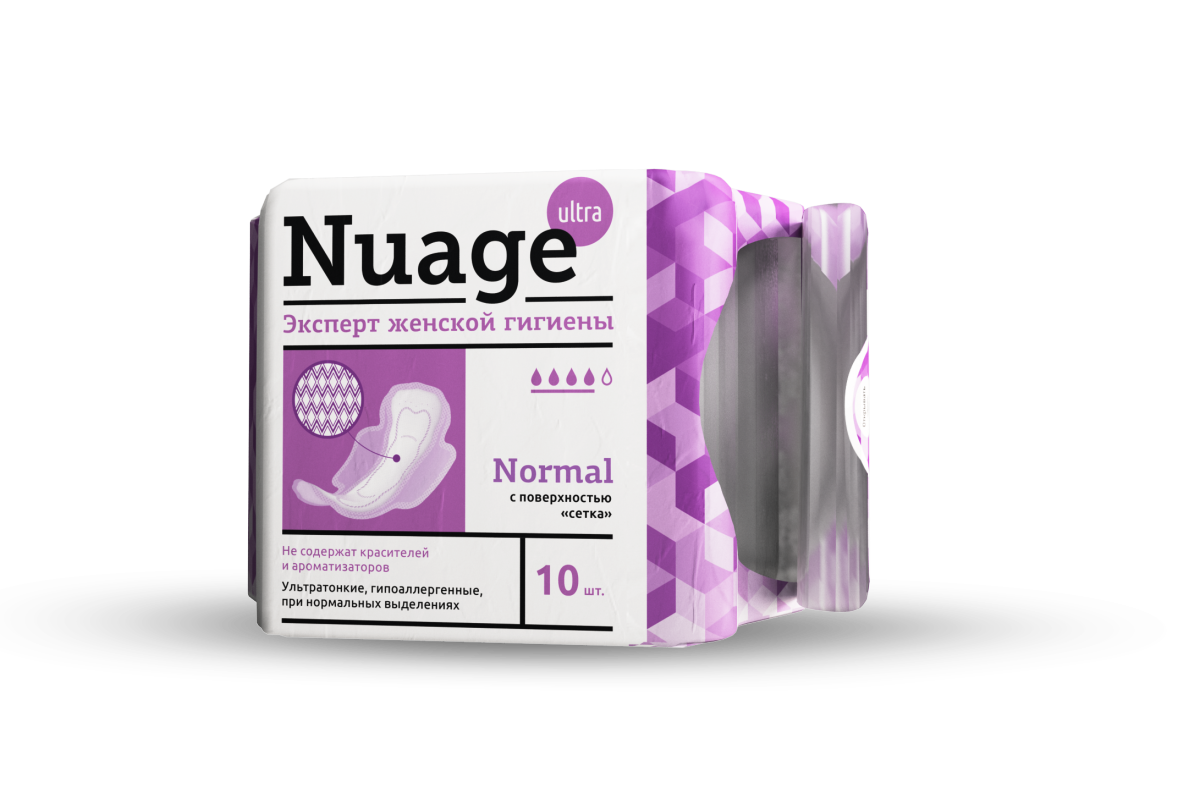 ultra
Nuage
Эксперт женской гигиены
Normal
с поверхностью
«сетка»
Не содержат красителей
и ароматизаторов
Ультратонкие, гипоаллергенные,
при нормальных выделениях
10 шт.